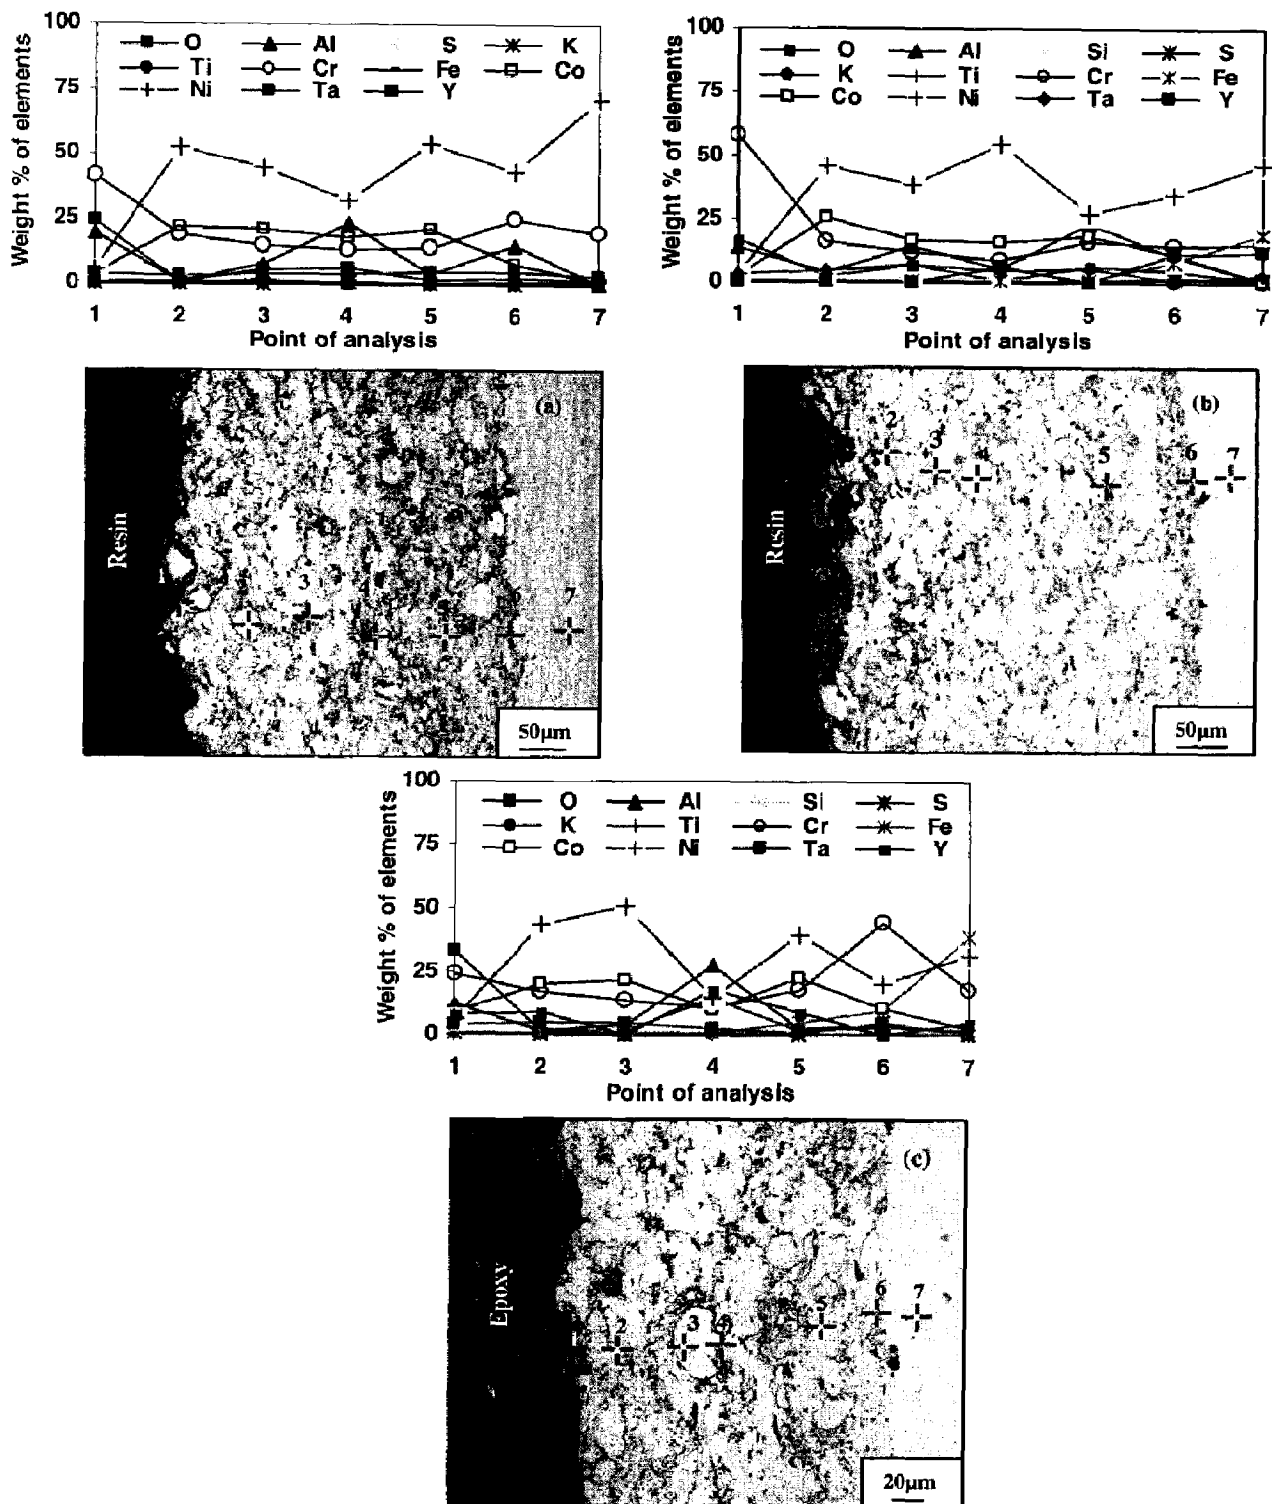 100
75
50
25
0
Weight % of elements
O Al S K
Ti Cr Fe Co
Ni Ta Y
1 2 3 4 5 6 7
Point of analysis
100
75
50
25
0
Weight % of elements
O Al Si S
K Ti Cr Fe
Co Ni Ta Y
1 2 3 4 5 6 7
Point of analysis
(a)
Resin
1
3
7
50µm
(b)
Resin
2
3
4
5
6
7
50µm
100
75
50
25
0
Weight % of elements
O Al Si S
K Ti Cr Fe
Co Ni Ta Y
1 2 3 4 5 6 7
Point of analysis
(c)
Epoxy
2
3
4
5
6
7
20µm